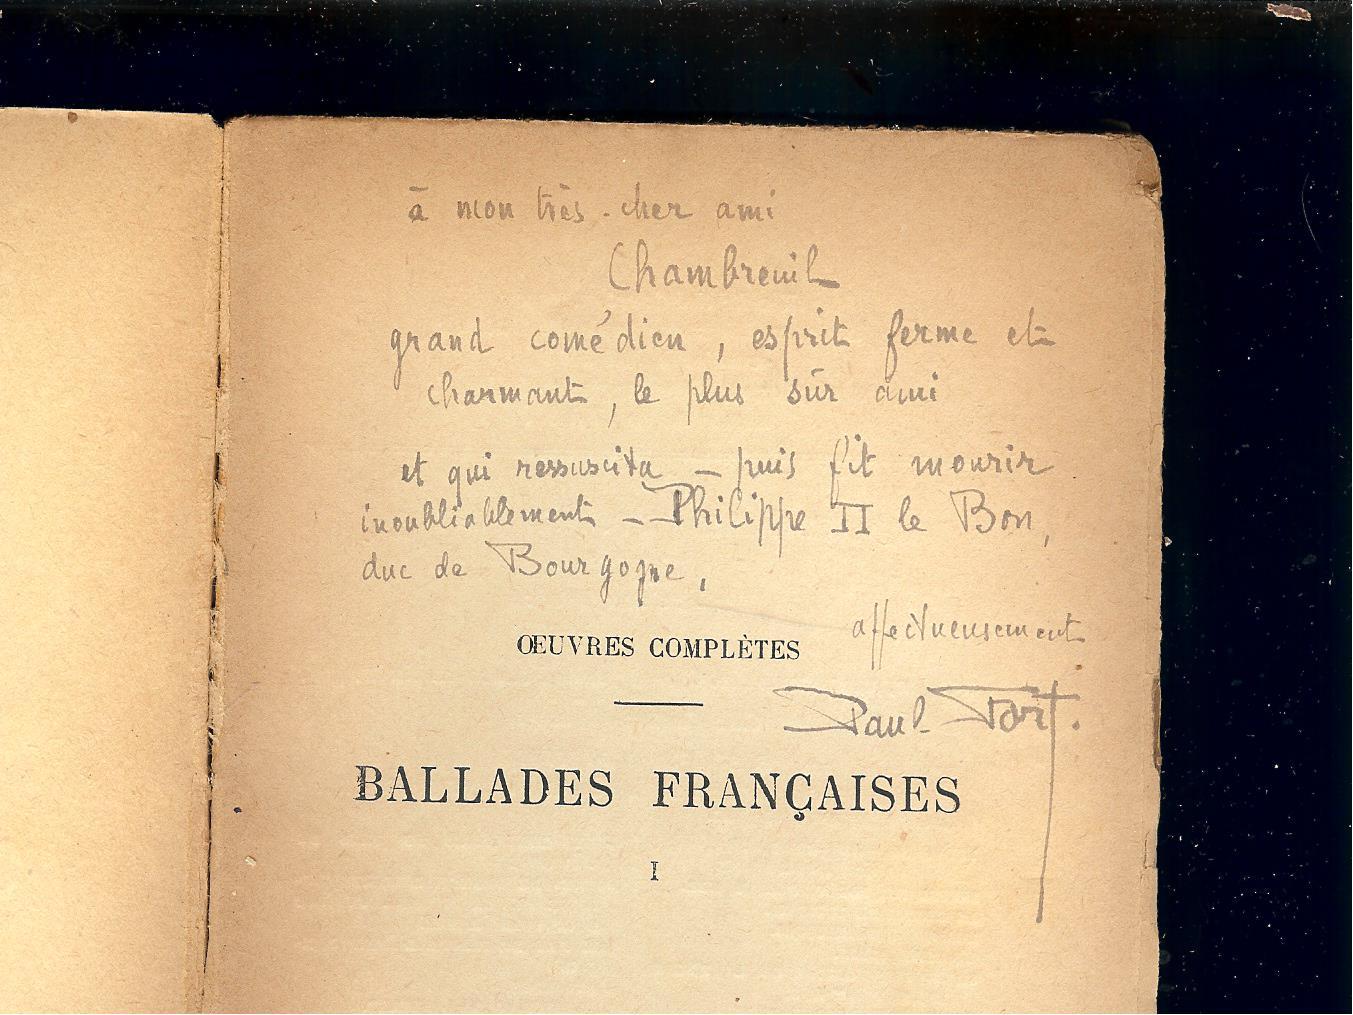 à mon très-cher ami
Chambreuil
grand comédien, esprit ferme et
charmant, le plus sûr ami
et qui ressuscita – puis fit mourir
inoubliablement – Philippe II le Bon,
duc de Bourgogne,
affectueusement
Paul Fort.
ŒUVRES COMPLÈTES
BALLADES FRANÇAISES
I